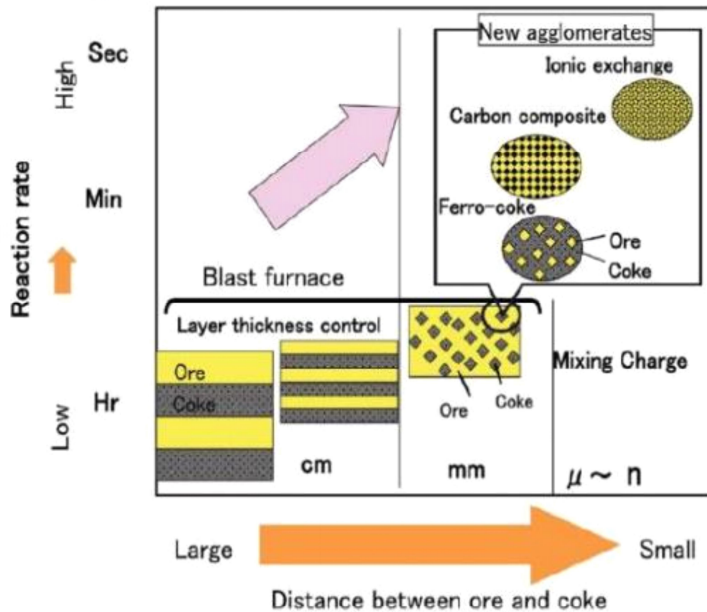 New agglomerates
Sec
Ionic exchange
High
Carbon composite
Reaction rate
Min
Ferro-coke
Ore
Coke
Blast furnace
Layer thickness control
Ore
Coke
Mixing Charge
Low
Hr
Ore
Coke
cm
mm
μ ~ n
Large
Small
Distance between ore and coke